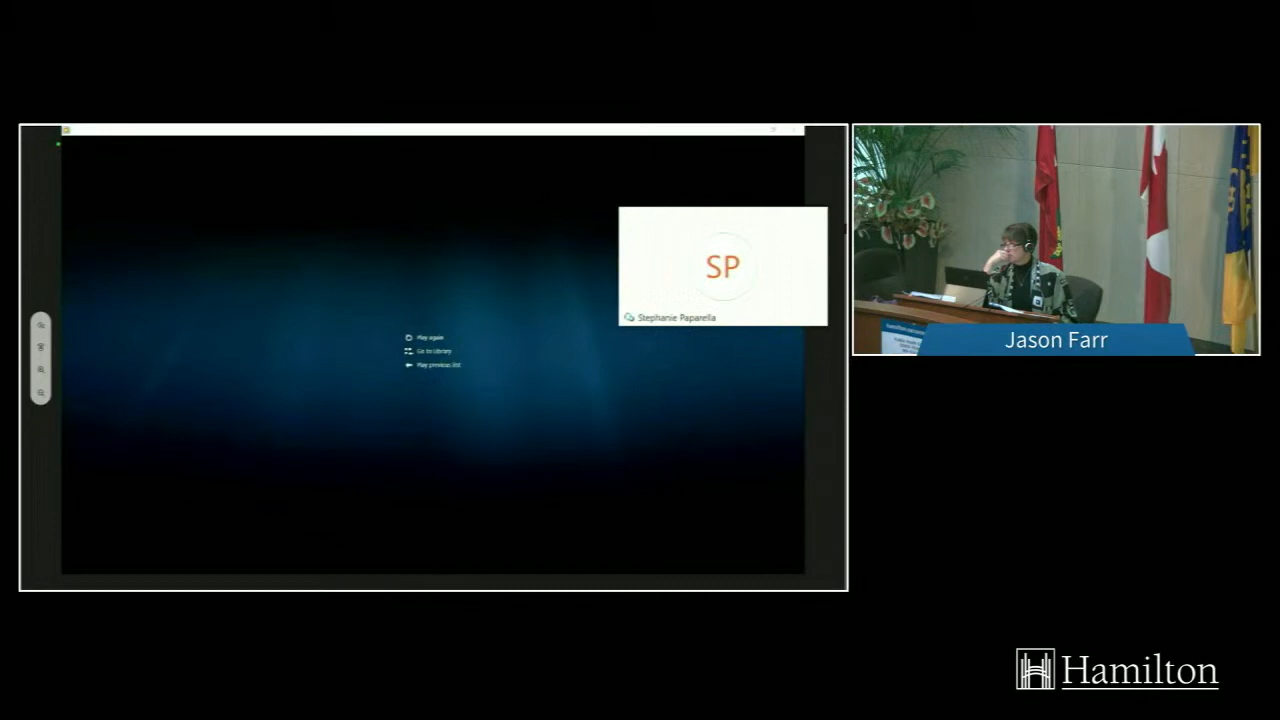 Play again
Go to Library
Play previous list
SP
Stephanie Paparella
Jason Farr
Hamilton